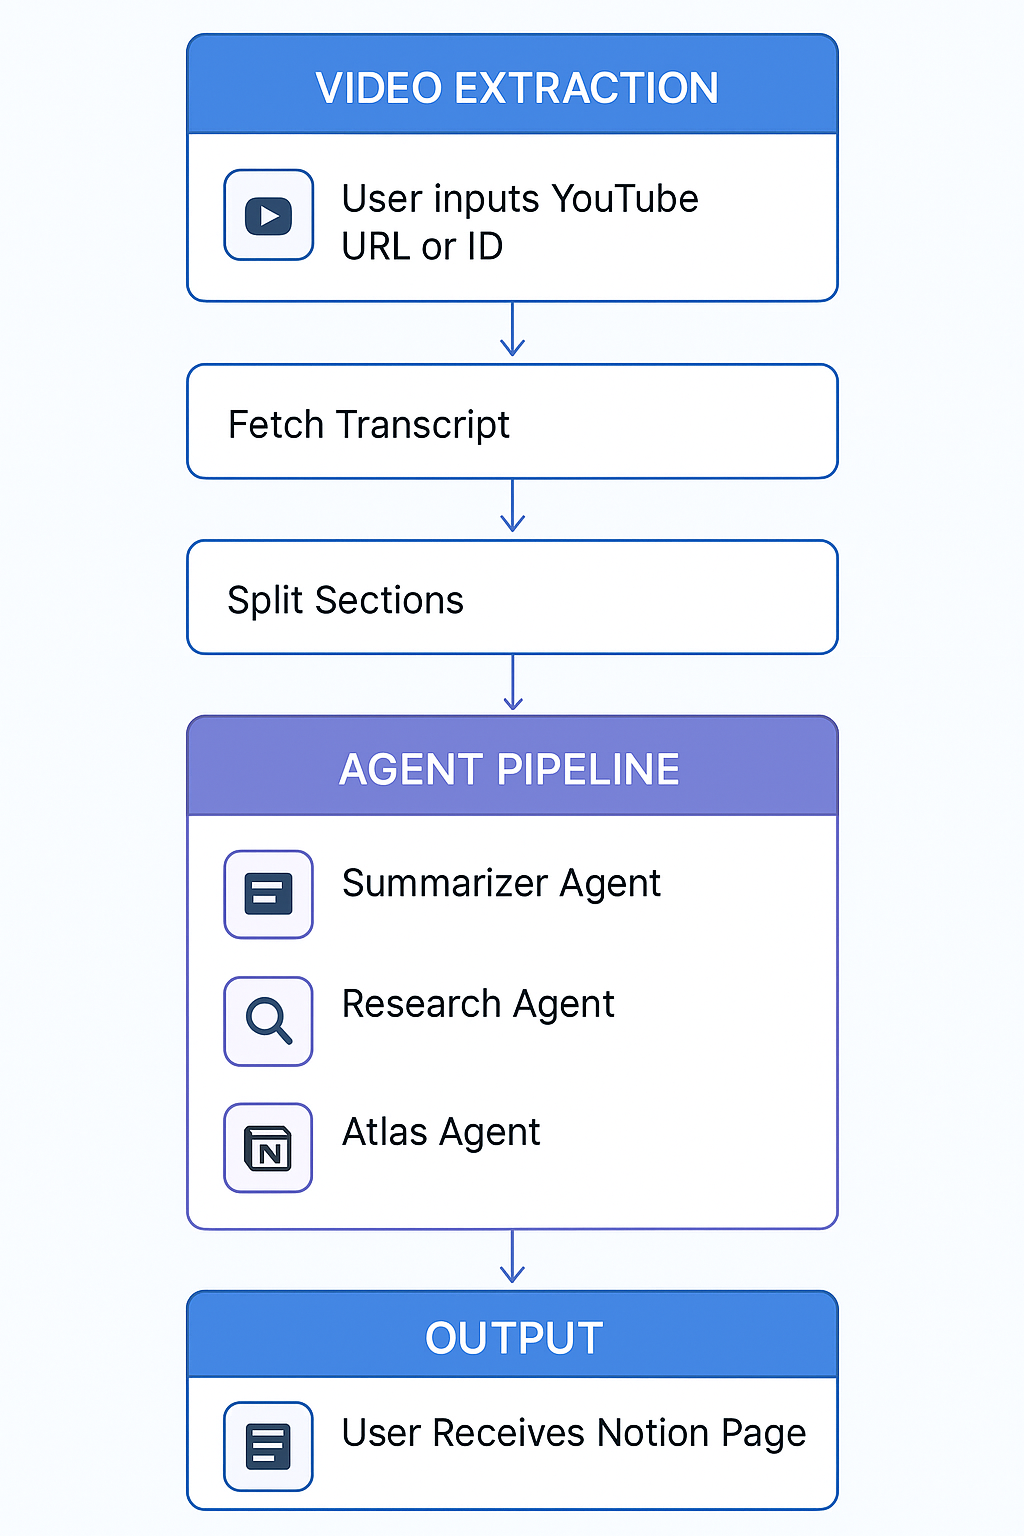 VIDEO EXTRACTION
User inputs YouTube
URL or ID
Fetch Transcript
Split Sections
AGENT PIPELINE
Summarizer Agent
Research Agent
N
Atlas Agent
OUTPUT
User Receives Notion Page